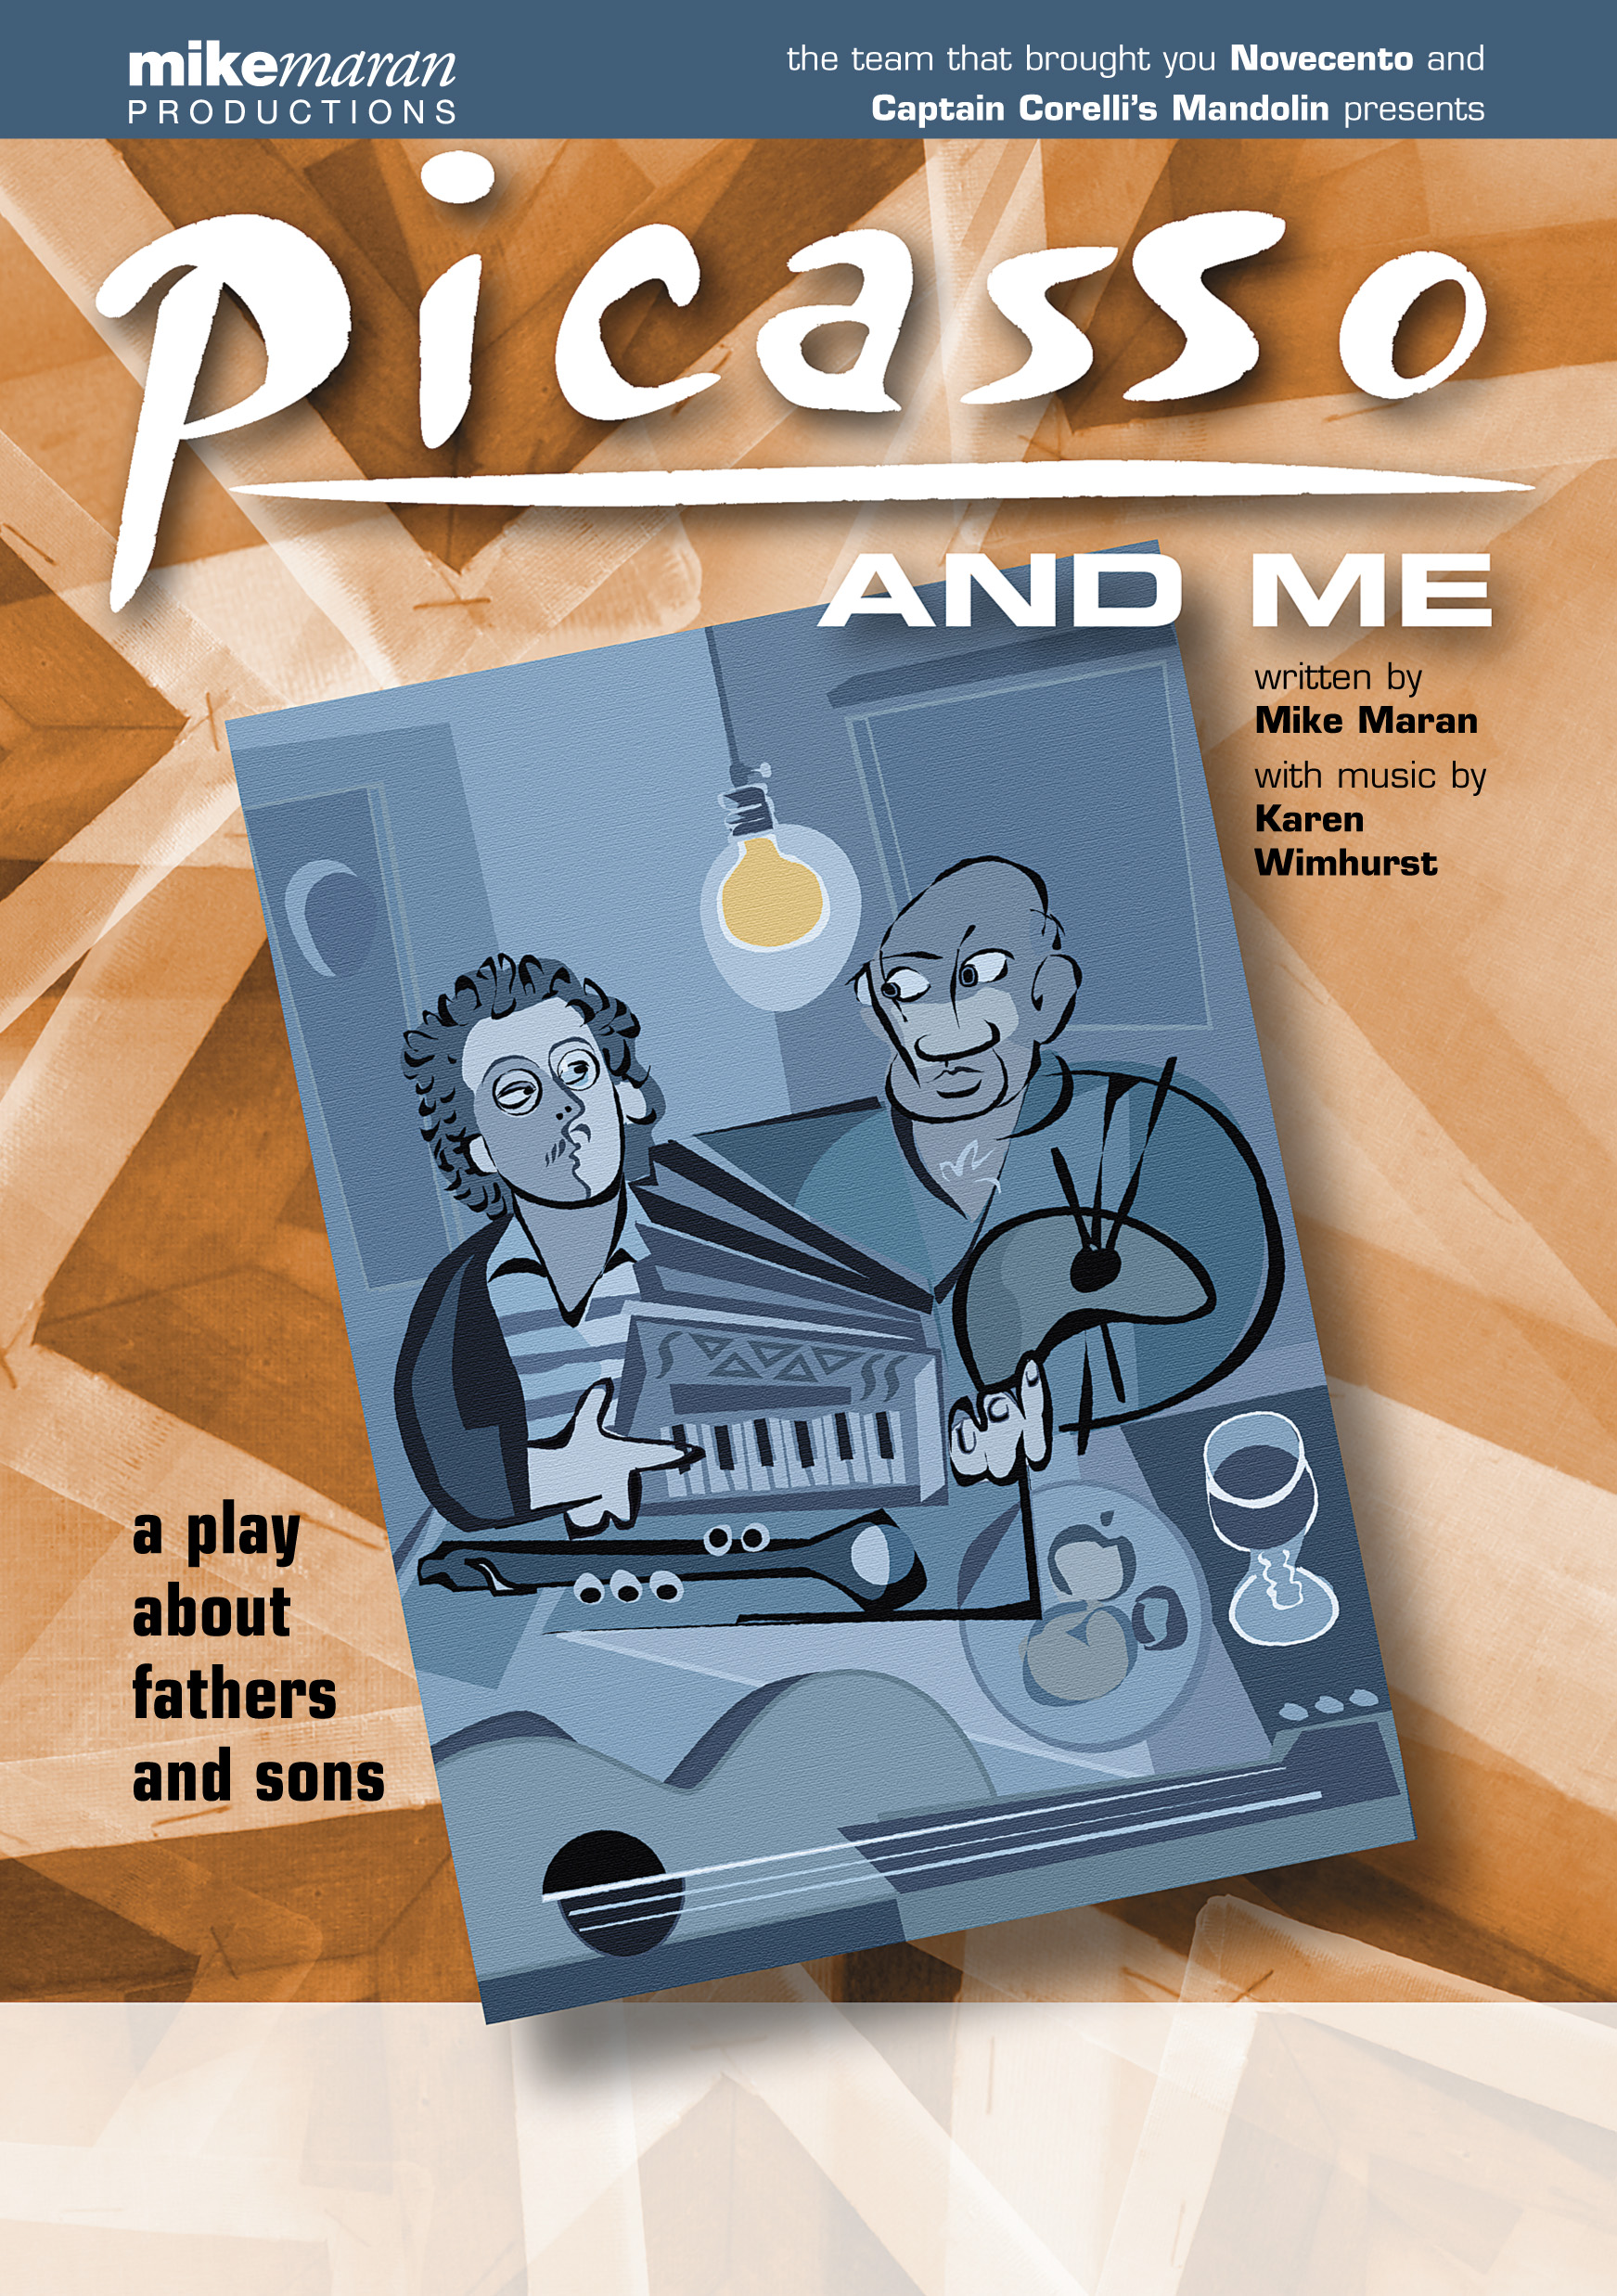 mikemaran
PRODUCTIONS
the team that brought you Novecento and
Captain Corelli's Mandolin presents
Picasso
AND ME
written by
Mike Maran
with music by
Karen
Wimhurst
a play
about
fathers
and sons